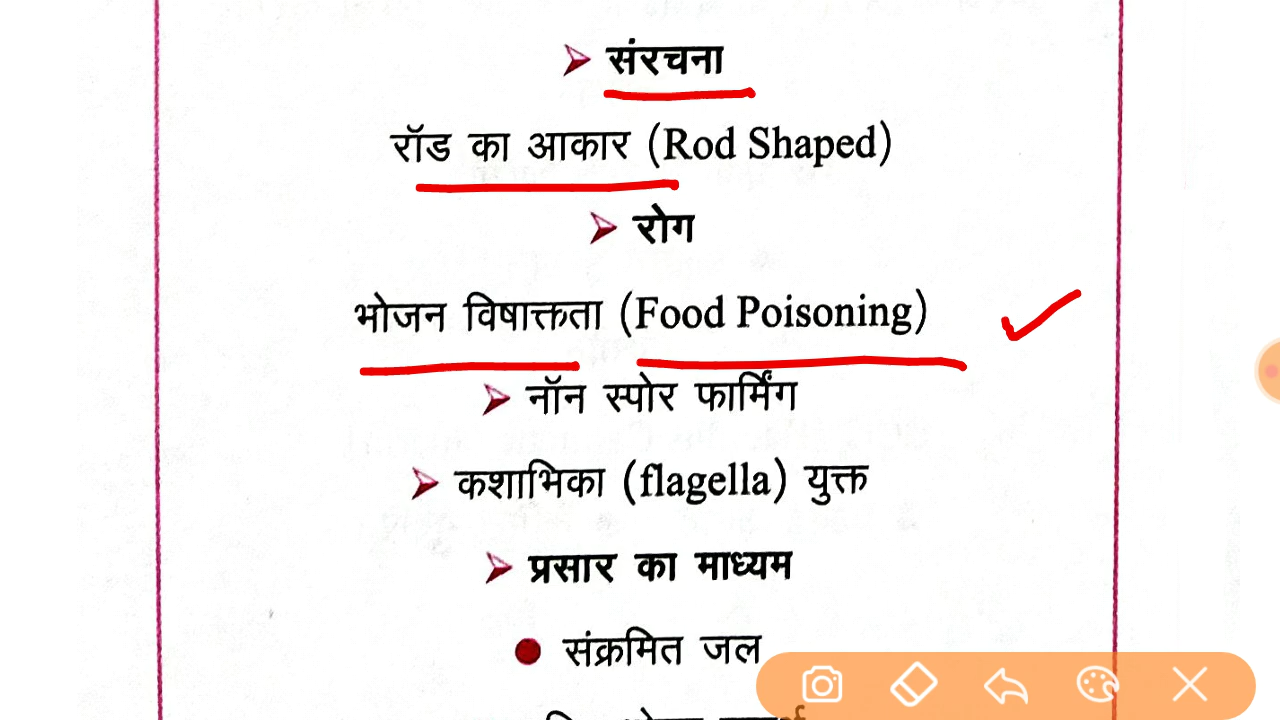 संरचना
रॉड का आकार (Rod Shaped)
रोग
भोजन विषाक्तता (Food Poisoning)
नॉन स्पोर फार्मिंग
कशाभिका (flagella) युक्त
प्रसार का माध्यम
संक्रमित जल